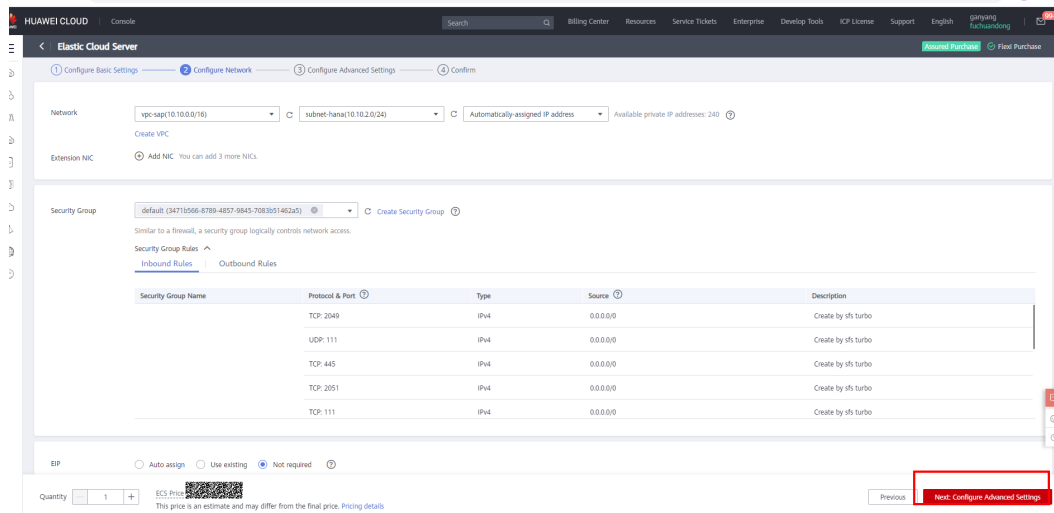 HUAWEI CLOUD Console Search Billing Center Resources Service Tickets Enterprise Develop Tools ICP License Support English ganyang
fuchuandong
Elastic Cloud Server Assured Purchase Flexi Purchase
1 Configure Basic Settings 2 Configure Network 3 Configure Advanced Settings 4 Confirm
Network vpc-sap(10.10.0.0/16) C subnet-hana(10.10.2.0/24) C Automatically-assigned IP address Available private IP addresses: 240 ?
Create VPC
Extension NIC + Add NIC You can add 3 more NICs.
Security Group default (3471b566-8789-4857-9845-7083b51462a5) C Create Security Group ?
Similar to a firewall, a security group logically controls network access.
Security Group Rules
Inbound Rules Outbound Rules
Security Group Name Protocol & Port ? Type Source ? Description
TCP: 2049 IPv4 0.0.0.0/0 Create by sfs turbo
UDP: 111 IPv4 0.0.0.0/0 Create by sfs turbo
TCP: 445 IPv4 0.0.0.0/0 Create by sfs turbo
TCP: 2051 IPv4 0.0.0.0/0 Create by sfs turbo
TCP: 111 IPv4 0.0.0.0/0 Create by sfs turbo
EIP Auto assign Use existing Not required ?
Quantity - 1 + ECS Price Previous Next: Configure Advanced Settings
This price is an estimate and may differ from the final price. Pricing details